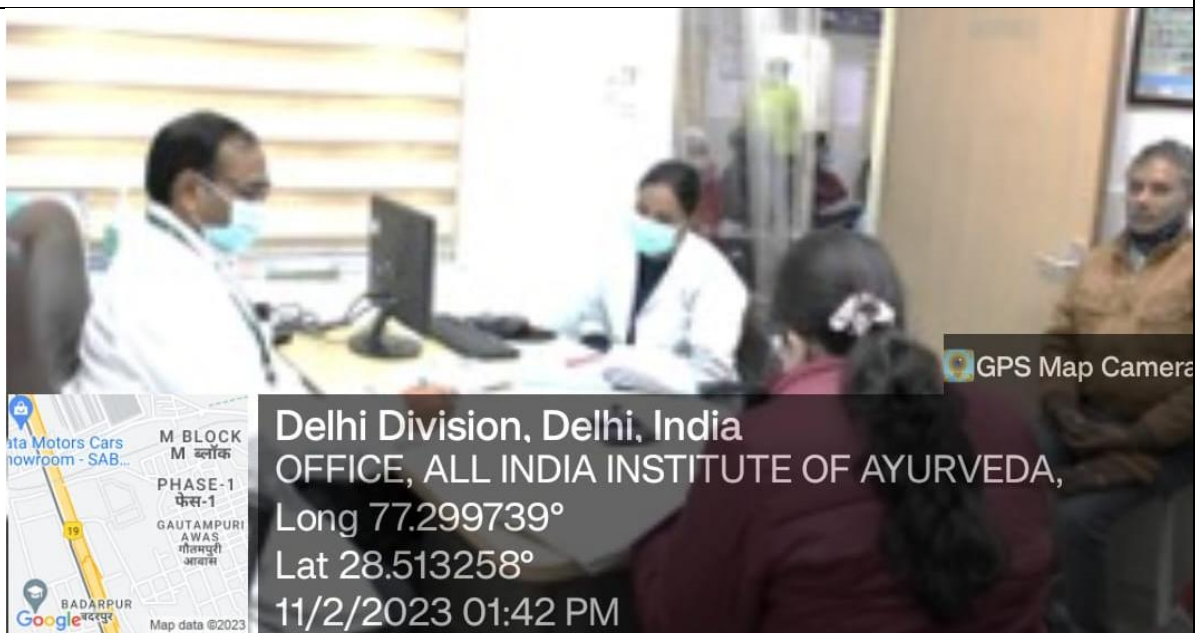 GPS Map Camera
Delhi Division, Delhi, India
OFFICE, ALL INDIA INSTITUTE OF AYURVEDA,
Long 77.299739°
Lat 28.513258°
11/2/2023 01:42 PM
ata Motors Cars
howroom - SAB...
M BLOCK
M ब्लॉक
PHASE-1
फेस-1
GAUTAMPURI
AWAS
गौतमपुरी
आवास
19
BADARPUR
बदरपुर
Google
Map data ©2023